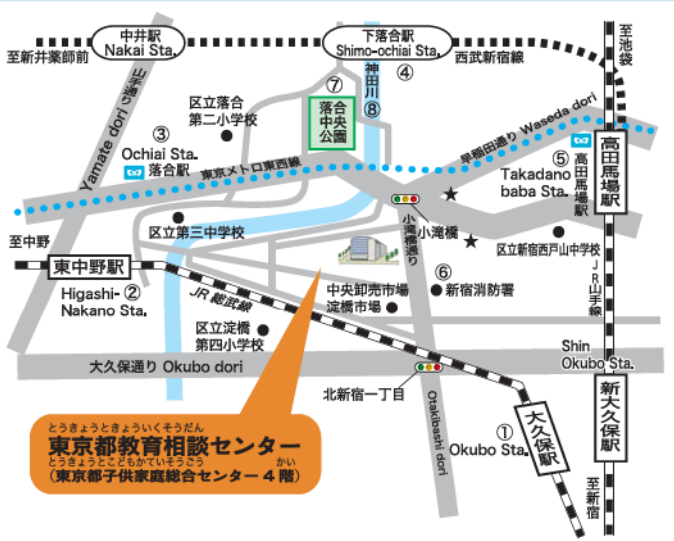 中井駅
Nakai Sta.
至新井薬師前
下落合駅
Shimo-ochiai Sta.
④
西武新宿線
至池袋
山手通り
Yamate dori
区立落合
第二小学校
⑦
落合
中央
公園
神田川
⑧
早稲田通り Waseda dori
③
Ochiai Sta.
落合駅
東京メトロ東西線
⑤
Takadano
baba Sta.
高田馬場駅
高田馬場駅
区立第三中学校
小滝橋
小滝橋通り
区立新宿西戸山中学校
至中野
東中野駅
Higashi-
Nakano Sta.
②
JR 総武線
中央卸売市場
淀橋市場
⑥
新宿消防署
JR山手線
区立淀橋
第四小学校
大久保通り Okubo dori
Shin
Okubo Sta.
北新宿一丁目
Otakibashi dori
①
Okubo Sta.
大久保駅
新大久保駅
至新宿
とうきょうときょういくそうだん
東京都教育相談センター
とうきょうとこどもかていそうごう かい
(東京都子供家庭総合センター4階)